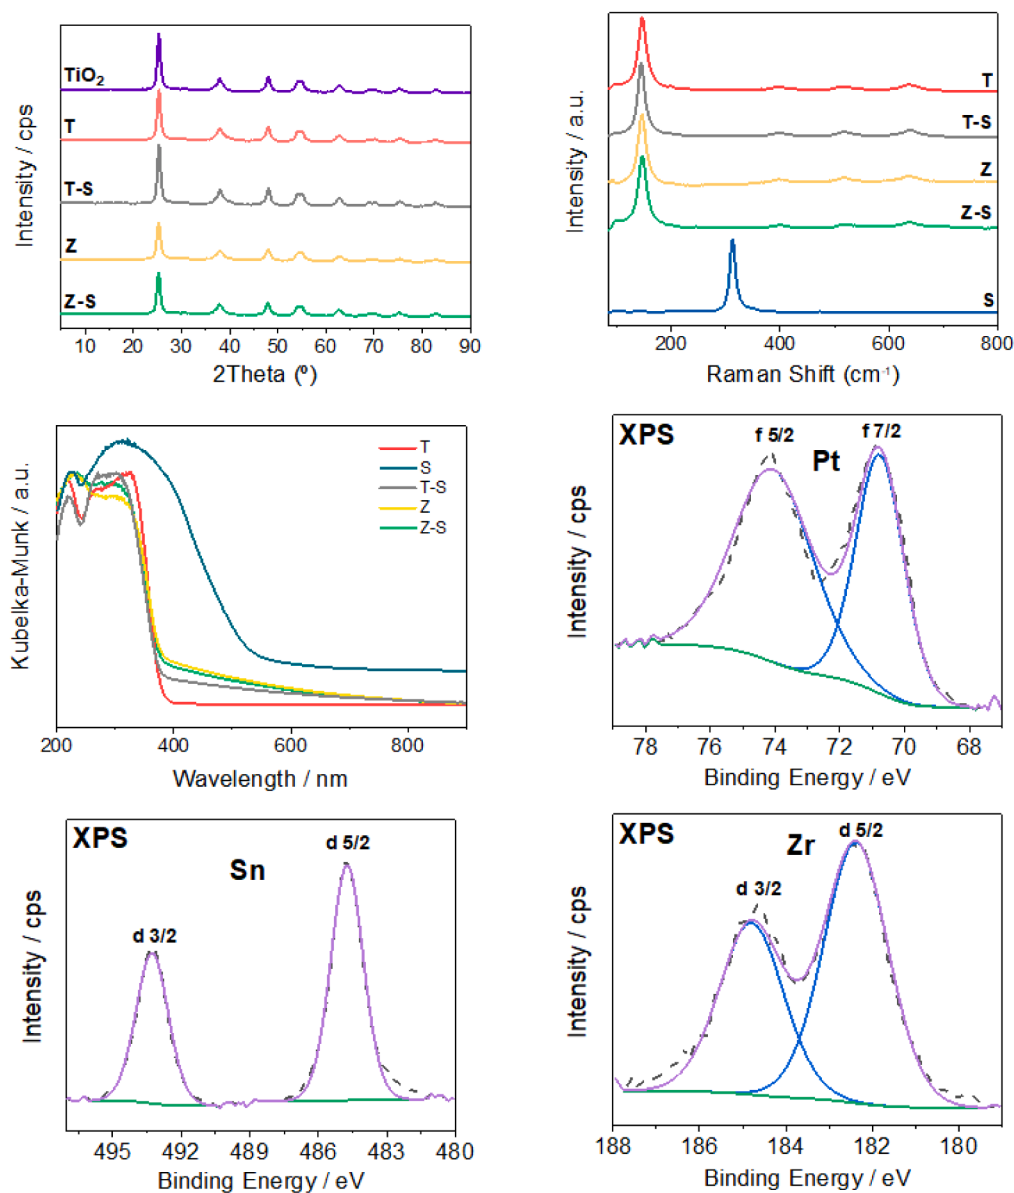 Intensity / cps
TiO2
T
T-S
Z
Z-S
10 20 30 40 50 60 70 80 90
2Theta (º)
Intensity / a.u.
T
T-S
Z
Z-S
S
200 400 600 800
Raman Shift (cm-1)
Kubelka-Munk / a.u.
T
S
T-S
Z
Z-S
200 400 600 800
Wavelength / nm
XPS
f 5/2
f 7/2
Pt
Intensity / cps
78 76 74 72 70 68
Binding Energy / eV
XPS
d 5/2
Sn
d 3/2
Intensity / cps
495 492 489 486 483 480
Binding Energy / eV
XPS
d 5/2
Zr
d 3/2
Intensity / cps
188 186 184 182 180
Binding Energy / eV